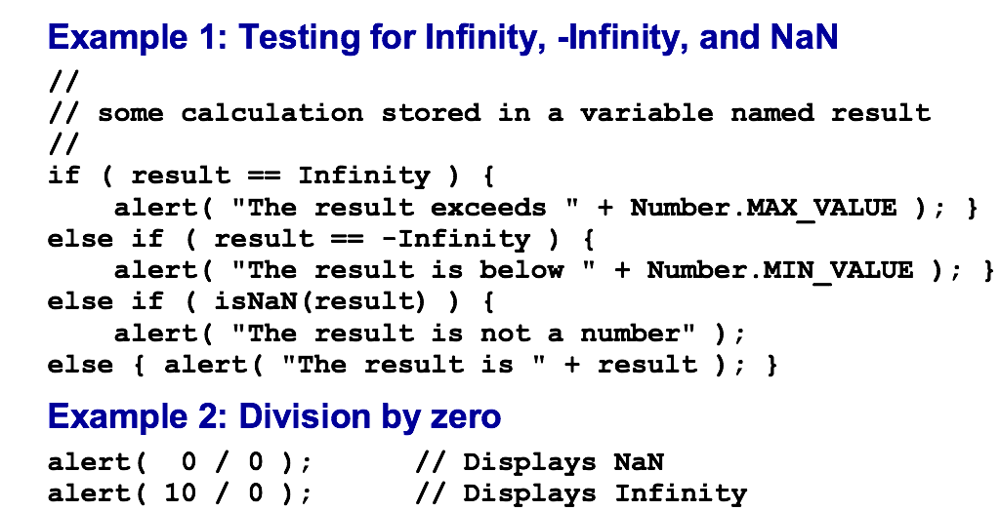 Example 1: Testing for Infinity, -Infinity, and NaN
//
// some calculation stored in a variable named result
//
if ( result == Infinity ) {
    alert( "The result exceeds " + Number.MAX_VALUE ); }
else if ( result == -Infinity ) {
    alert( "The result is below " + Number.MIN_VALUE ); }
else if ( isNaN(result) ) {
    alert( "The result is not a number" );
else { alert( "The result is " + result ); }
Example 2: Division by zero
alert(  0 / 0 );      // Displays NaN
alert( 10 / 0 );      // Displays Infinity